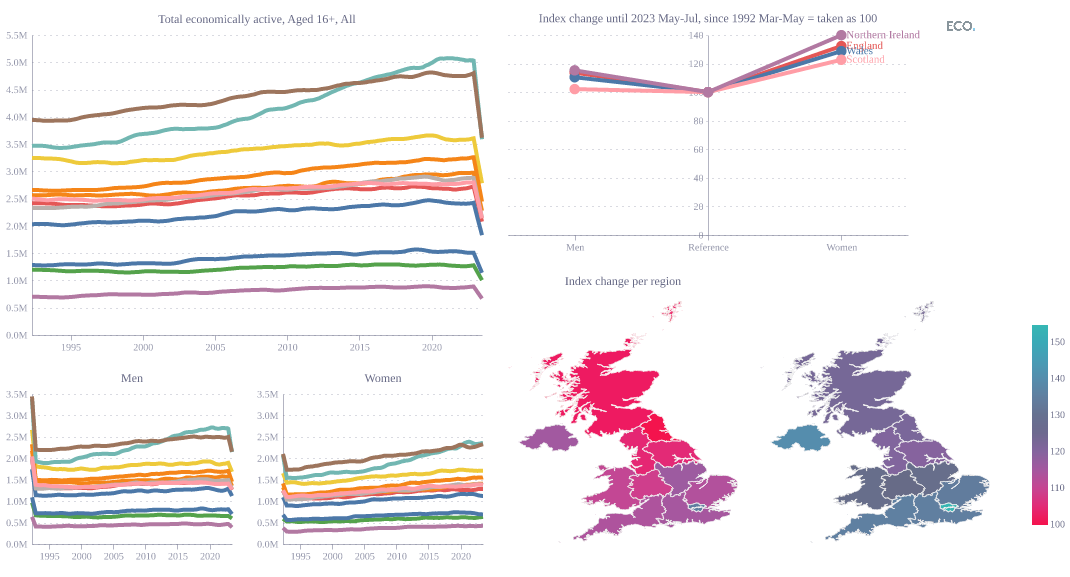 Total economically active, Aged 16+, All
5.5M
5.0M
4.5M
4.0M
3.5M
3.0M
2.5M
2.0M
1.5M
1.0M
0.5M
0.0M
1995
2000
2005
2010
2015
2020
Index change until 2023 May-Jul, since 1992 Mar-May = taken as 100
ECO.
140
120
100
80
60
40
20
0
Northern Ireland
England
Wales
Scotland
Men
Reference
Women
Men
3.5M
3.0M
2.5M
2.0M
1.5M
1.0M
0.5M
0.0M
1995
2000
2005
2010
2015
2020
Women
3.5M
3.0M
2.5M
2.0M
1.5M
1.0M
0.5M
0.0M
1995
2000
2005
2010
2015
2020
Index change per region
150
140
130
120
110
100